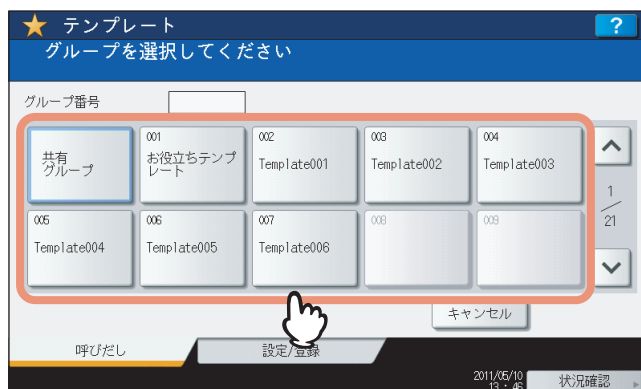 テンプレート
?
グループを選択してください
グループ番号
共有
グループ
001
お役立ちテンプ
レート
002
Template001
003
Template002
004
Template003
005
Template004
006
Template005
007
Template006
008
009
1
21
キャンセル
呼びだし
設定/登録
2011/05/10
13:46
状況確認